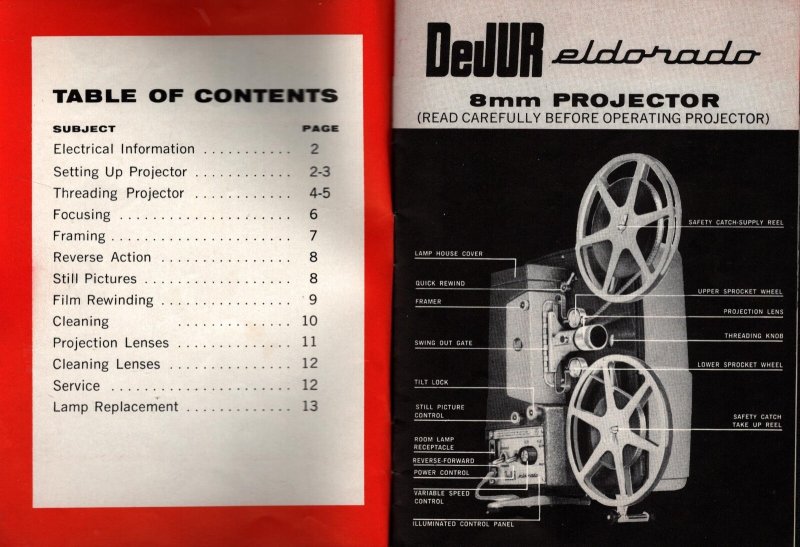 TABLE OF CONTENTS
SUBJECT PAGE
Electrical Information . . . . . . . . . . . 2
Setting Up Projector . . . . . . . . . . . . 2-3
Threading Projector . . . . . . . . . . . . 4-5
Focusing . . . . . . . . . . . . . . . . . . . . . 6
Framing . . . . . . . . . . . . . . . . . . . . . . 7
Reverse Action . . . . . . . . . . . . . . . . 8
Still Pictures . . . . . . . . . . . . . . . . . . 8
Film Rewinding . . . . . . . . . . . . . . . . 9
Cleaning . . . . . . . . . . . . . . 10
Projection Lenses . . . . . . . . . . . . . . 11
Cleaning Lenses . . . . . . . . . . . . . . . 12
Service . . . . . . . . . . . . . . . . . . . . . . 12
Lamp Replacement . . . . . . . . . . . . . 13
DeJUR eldorado
8mm PROJECTOR
(READ CAREFULLY BEFORE OPERATING PROJECTOR)
SAFETY CATCH-SUPPLY REEL
LAMP HOUSE COVER
QUICK REWIND
UPPER SPROCKET WHEEL
FRAMER
PROJECTION LENS
THREADING KNOB
SWING OUT GATE
LOWER SPROCKET WHEEL
TILT LOCK
STILL PICTURE
CONTROL
SAFETY CATCH
TAKE UP REEL
ROOM LAMP
RECEPTACLE
REVERSE-FORWARD
POWER CONTROL
eldorado
VARIABLE SPEED
CONTROL
ILLUMINATED CONTROL PANEL